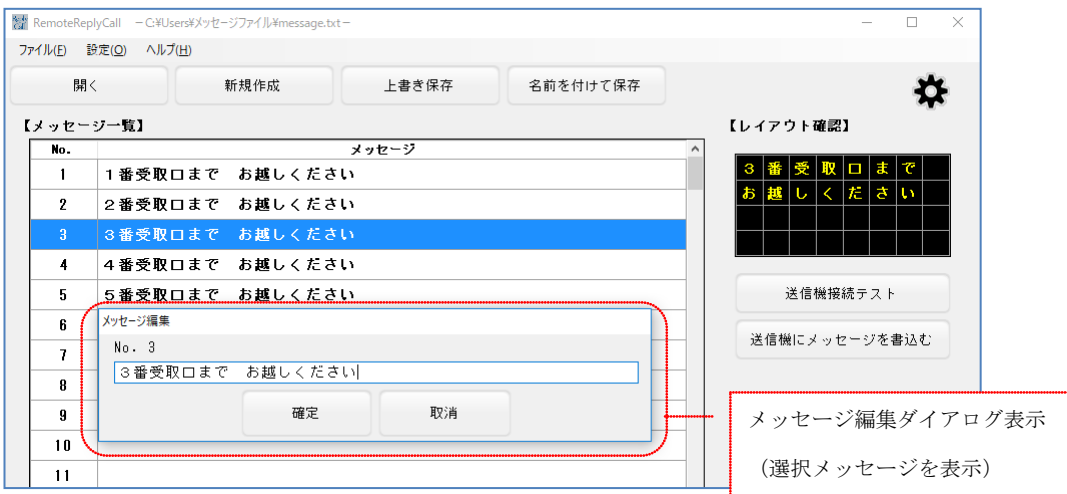 RemoteReplyCall －C:¥Users¥メッセージファイル¥message.txt－
ファイル(F) 設定(O) ヘルプ(H)
開く 新規作成 上書き保存 名前を付けて保存
【メッセージ一覧】
No. メッセージ
1 １番受取口まで　お越しください
2 ２番受取口まで　お越しください
3 ３番受取口まで　お越しください
4 ４番受取口まで　お越しください
5 ５番受取口まで　お越しください
6
7
8
9
10
11
メッセージ編集
No. 3
３番受取口まで　お越しください
確定 取消
【レイアウト確認】
３番受取口まで
お越しください
送信機接続テスト
送信機にメッセージを書込む
メッセージ編集ダイアログ表示
（選択メッセージを表示）